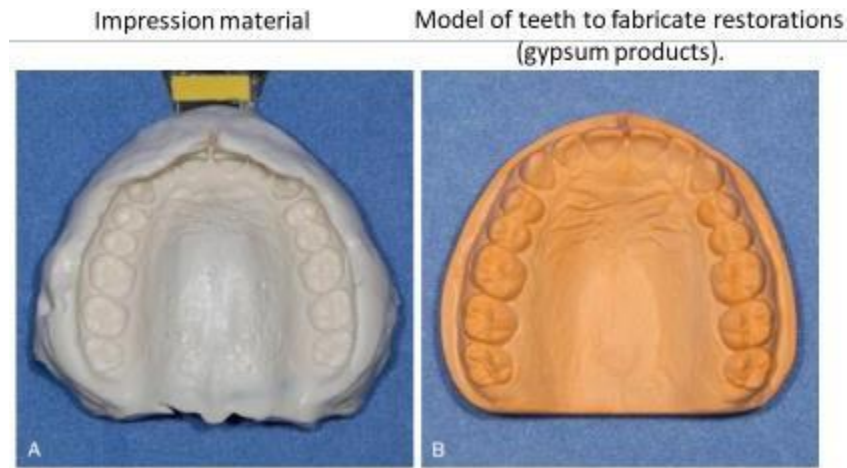 Impression material
Model of teeth to fabricate restorations
(gypsum products).
A
B